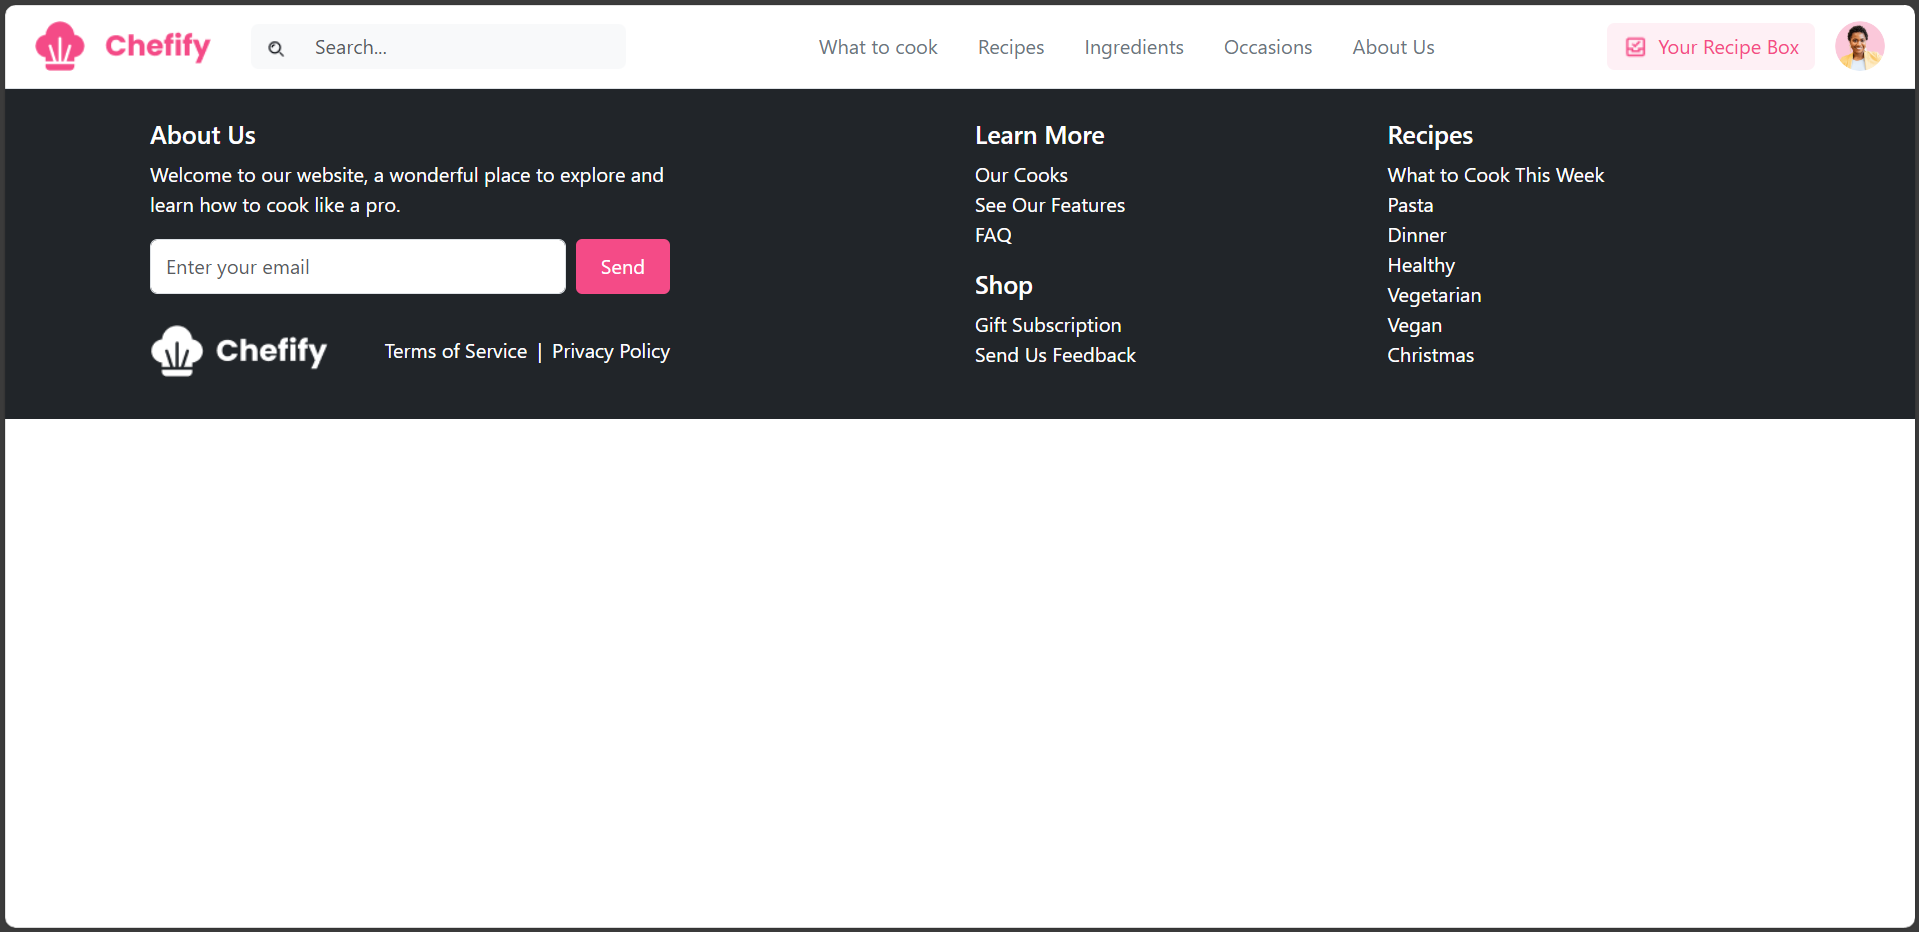 Chefify
Search...
What to cook
Recipes
Ingredients
Occasions
About Us
Your Recipe Box
About Us
Welcome to our website, a wonderful place to explore and
learn how to cook like a pro.
Enter your email
Send
Chefify
Terms of Service | Privacy Policy
Learn More
Our Cooks
See Our Features
FAQ
Shop
Gift Subscription
Send Us Feedback
Recipes
What to Cook This Week
Pasta
Dinner
Healthy
Vegetarian
Vegan
Christmas